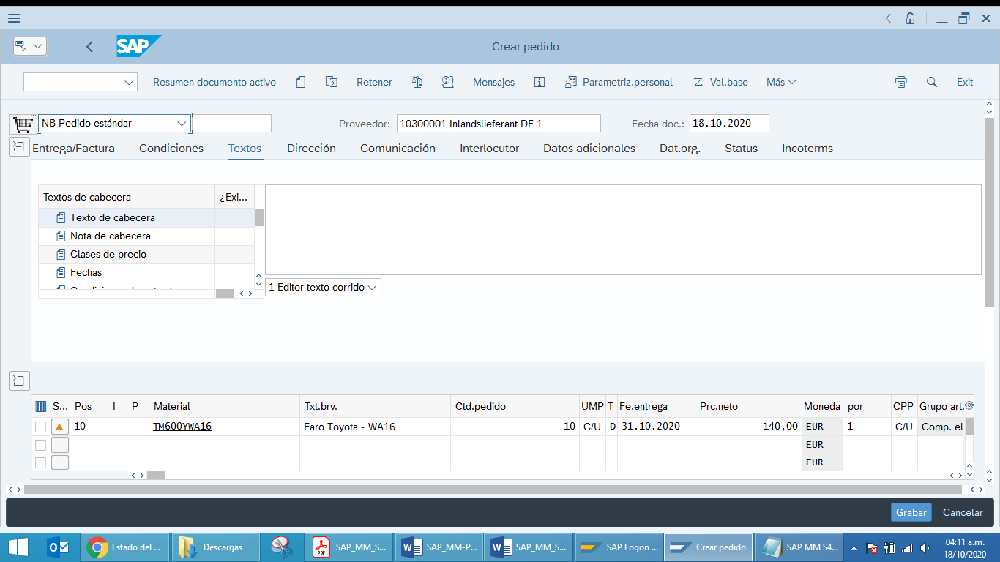 SAP
Crear pedido
Resumen documento activo Retener Mensajes Parametriz.personal Val.base Más Exit
NB Pedido estándar Proveedor: 10300001 Inlandslieferant DE 1 Fecha doc.: 18.10.2020
Entrega/Factura Condiciones Textos Dirección Comunicación Interlocutor Datos adicionales Dat.org. Status Incoterms
Textos de cabecera ¿Exi...
Texto de cabecera
Nota de cabecera
Clases de precio
Fechas
1 Editor texto corrido
S... Pos I P Material Txt.brv. Ctd.pedido UMP T Fe.entrega Prc.neto Moneda por CPP Grupo art.
10 TM600YWA16 Faro Toyota - WA16 10 C/U D 31.10.2020 140,00 EUR 1 C/U Comp. el
EUR
EUR
Grabar Cancelar
Estado del ... Descargas SAP_MM_S... SAP_MM-P... SAP_MM_S... SAP Logon ... Crear pedido SAP MM S4... 04:11 a.m.
18/10/2020